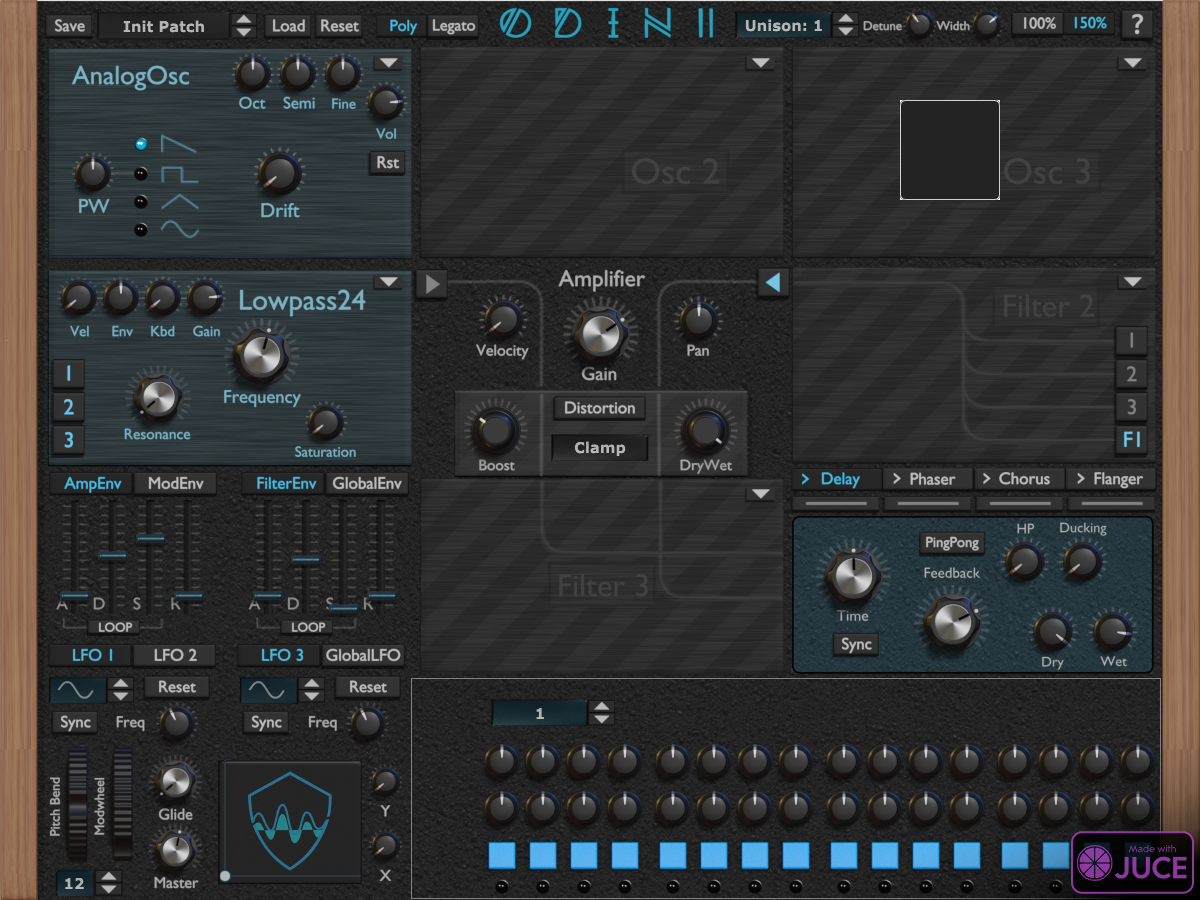 Save
Init Patch
Load
Reset
Poly
Legato
ODIN II
Unison: 1
Detune
Width
100%
150%
?
AnalogOsc
Oct
Semi
Fine
Vol
Rst
PW
Drift
Osc 2
Osc 3
Lowpass24
Vel
Env
Kbd
Gain
1
2
3
Frequency
Resonance
Saturation
Amplifier
Velocity
Gain
Pan
Distortion
Clamp
Boost
DryWet
Filter 2
1
2
3
F1
AmpEnv
ModEnv
FilterEnv
GlobalEnv
A D S R
LOOP
A D S R
LOOP
Filter 3
> Delay
> Phaser
> Chorus
> Flanger
PingPong
HP
Ducking
Feedback
Time
Sync
Dry
Wet
LFO 1
LFO 2
LFO 3
GlobalLFO
Reset
Reset
Sync
Freq
Sync
Freq
Pitch Bend
Modwheel
Glide
Master
12
Y
X
1
Made with
JUCE